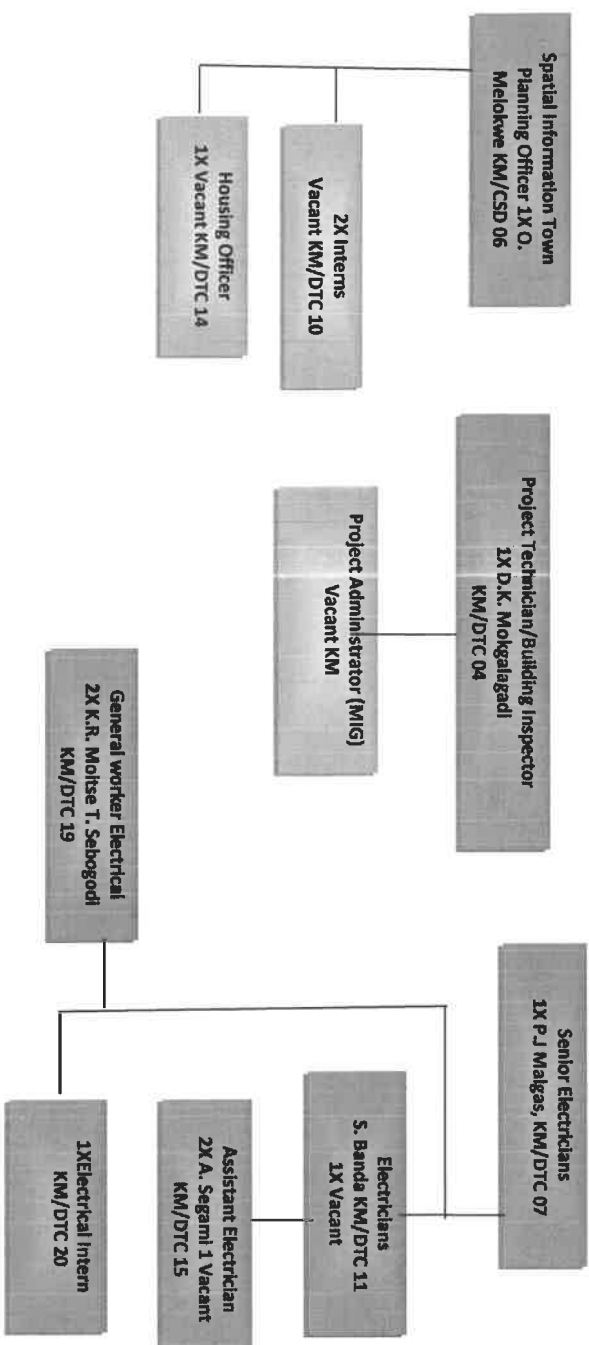 Spatial Information Town
Planning Officer 1X O.
Melokwe KM/CSD 06
2X Interns
Vacant KM/DTC 10
Housing Officer
1X Vacant KM/DTC 14
Project Technician/Building Inspector
1X D.K. Mokgalagadi
KM/DTC 04
Project Administrator (MIG)
Vacant KM
Senior Electricians
1X P.J Malgas, KM/DTC 07
Electricians
S. Banda KM/DTC 11
1X Vacant
Assistant Electrician
2X A. Segami 1 Vacant
KM/DTC 15
General worker Electrical
2X K.R. Moitse T. Sebogodi
KM/DTC 19
1XElectrical Intern
KM/DTC 20